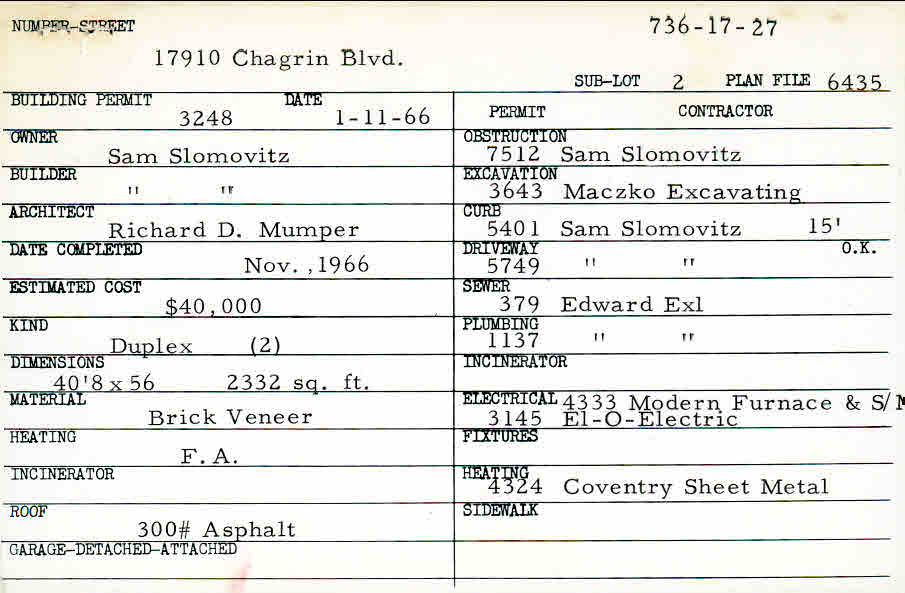 NUMBER-STREET 736-17-27
17910 Chagrin Blvd.
SUB-LOT 2 PLAN FILE 6435
BUILDING PERMIT DATE
3248 1-11-66
OWNER
Sam Slomovitz
BUILDER
" "
ARCHITECT
Richard D. Mumper
DATE COMPLETED
Nov.,1966
ESTIMATED COST
$40,000
KIND
Duplex (2)
DIMENSIONS
40'8 x 56 2332 sq. ft.
MATERIAL
Brick Veneer
HEATING
F.A.
INCINERATOR
ROOF
300# Asphalt
GARAGE-DETACHED-ATTACHED
PERMIT CONTRACTOR
OBSTRUCTION
7512 Sam Slomovitz
EXCAVATION
3643 Maczko Excavating
CURB
5401 Sam Slomovitz 15'
DRIVEWAY O.K.
5749 " "
SEWER
379 Edward Exl
PLUMBING
1137 " "
INCINERATOR
ELECTRICAL 4333 Modern Furnace & S/M
3145 El-O-Electric
FIXTURES
HEATING
4324 Coventry Sheet Metal
SIDEWALK